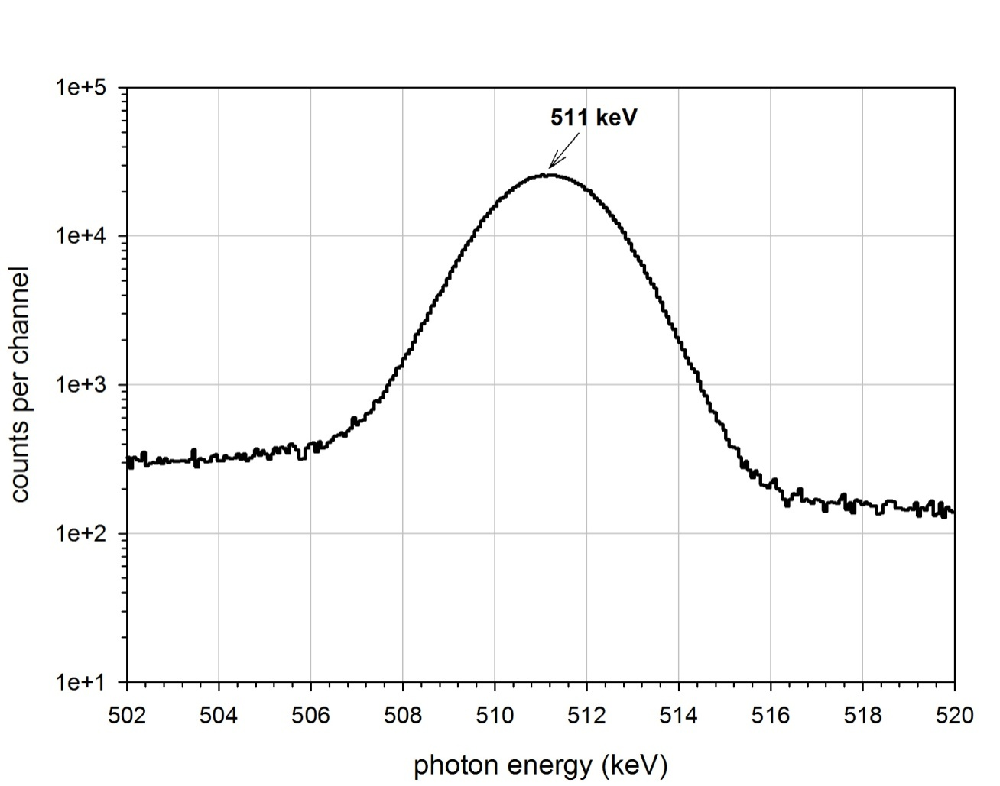 511 keV
1e+5
1e+4
1e+3
1e+2
1e+1
counts per channel
502 504 506 508 510 512 514 516 518 520
photon energy (keV)